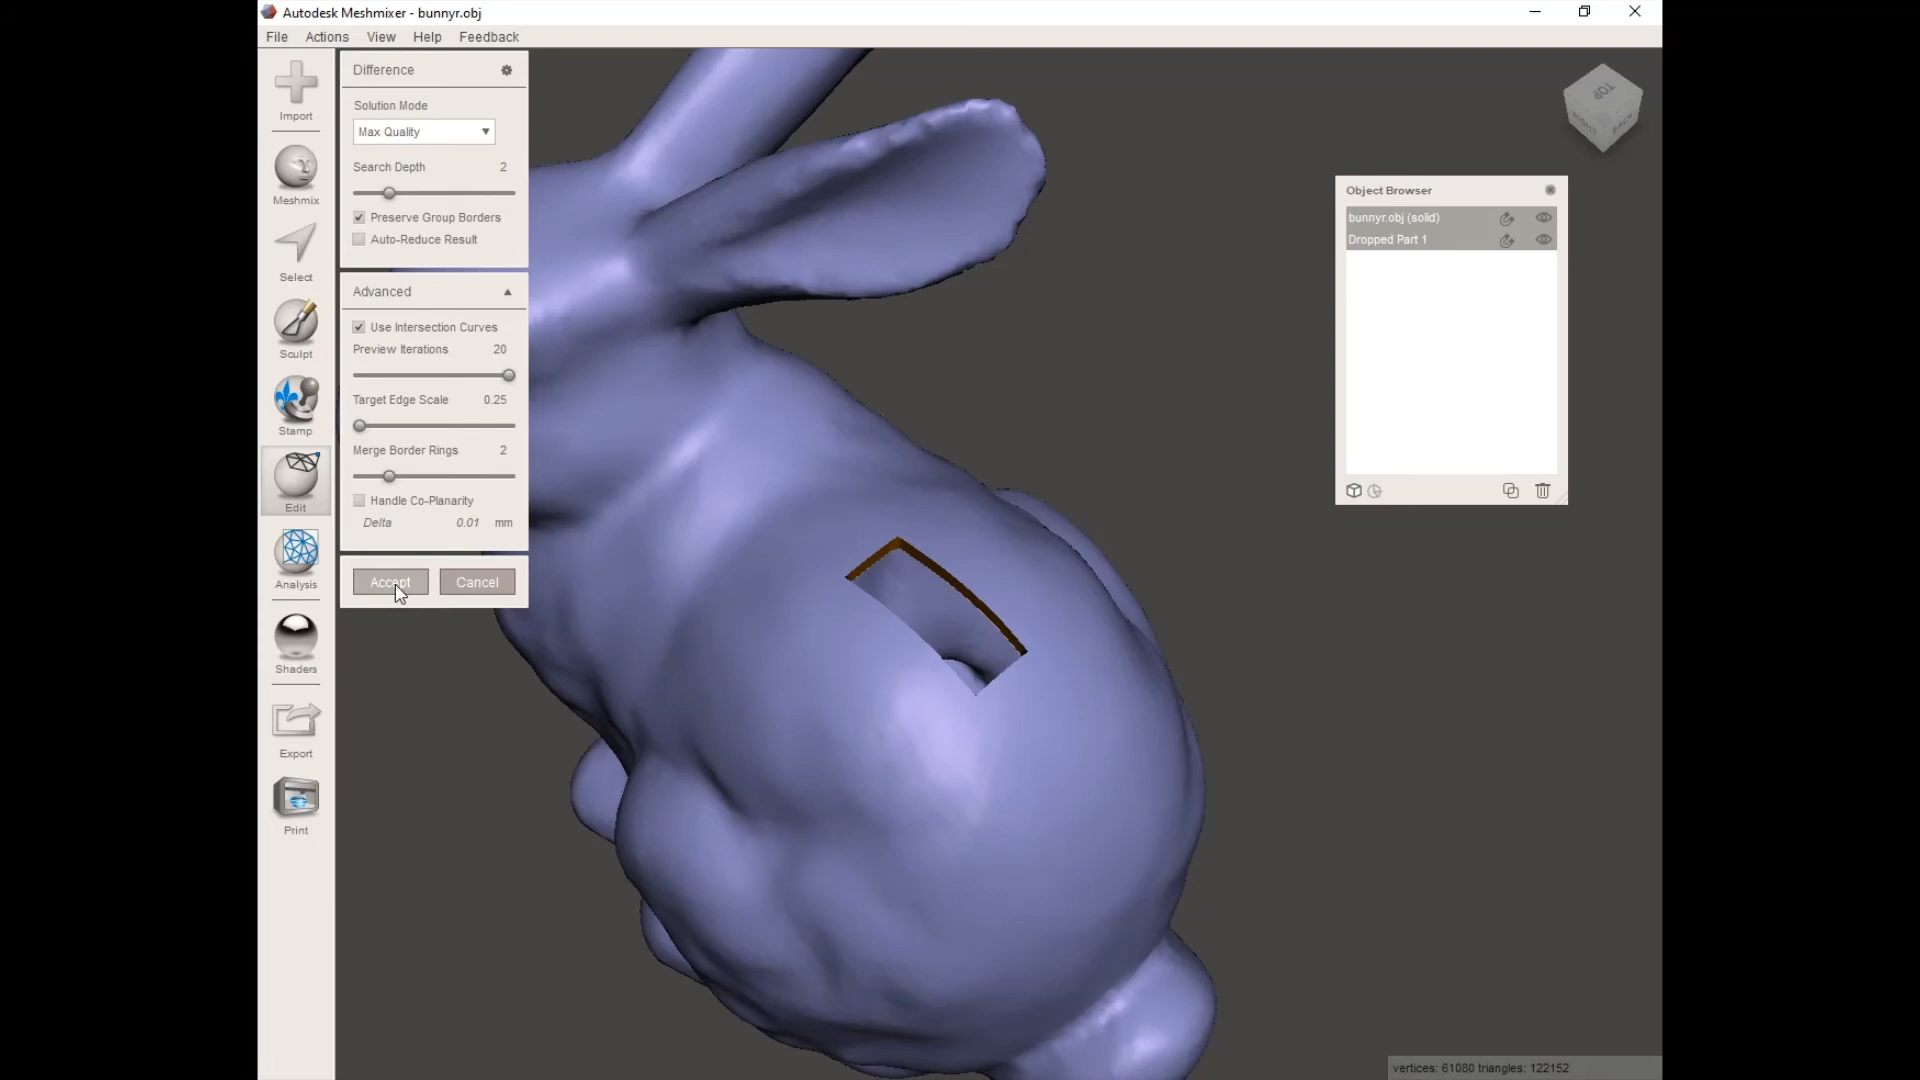 Autodesk Meshmixer - bunnyr.obj
File Actions View Help Feedback
Import
Meshmix
Select
Sculpt
Stamp
Edit
Analysis
Shaders
Export
Print
Difference
Solution Mode
Max Quality
Search Depth 2
Preserve Group Borders
Auto-Reduce Result
Advanced
Use Intersection Curves
Preview Iterations 20
Target Edge Scale 0.25
Merge Border Rings 2
Handle Co-Planarity
Delta 0.01 mm
Accept Cancel
TOP
RIGHT BACK
Object Browser
bunnyr.obj (solid)
Dropped Part 1
vertices: 61080 triangles: 122152